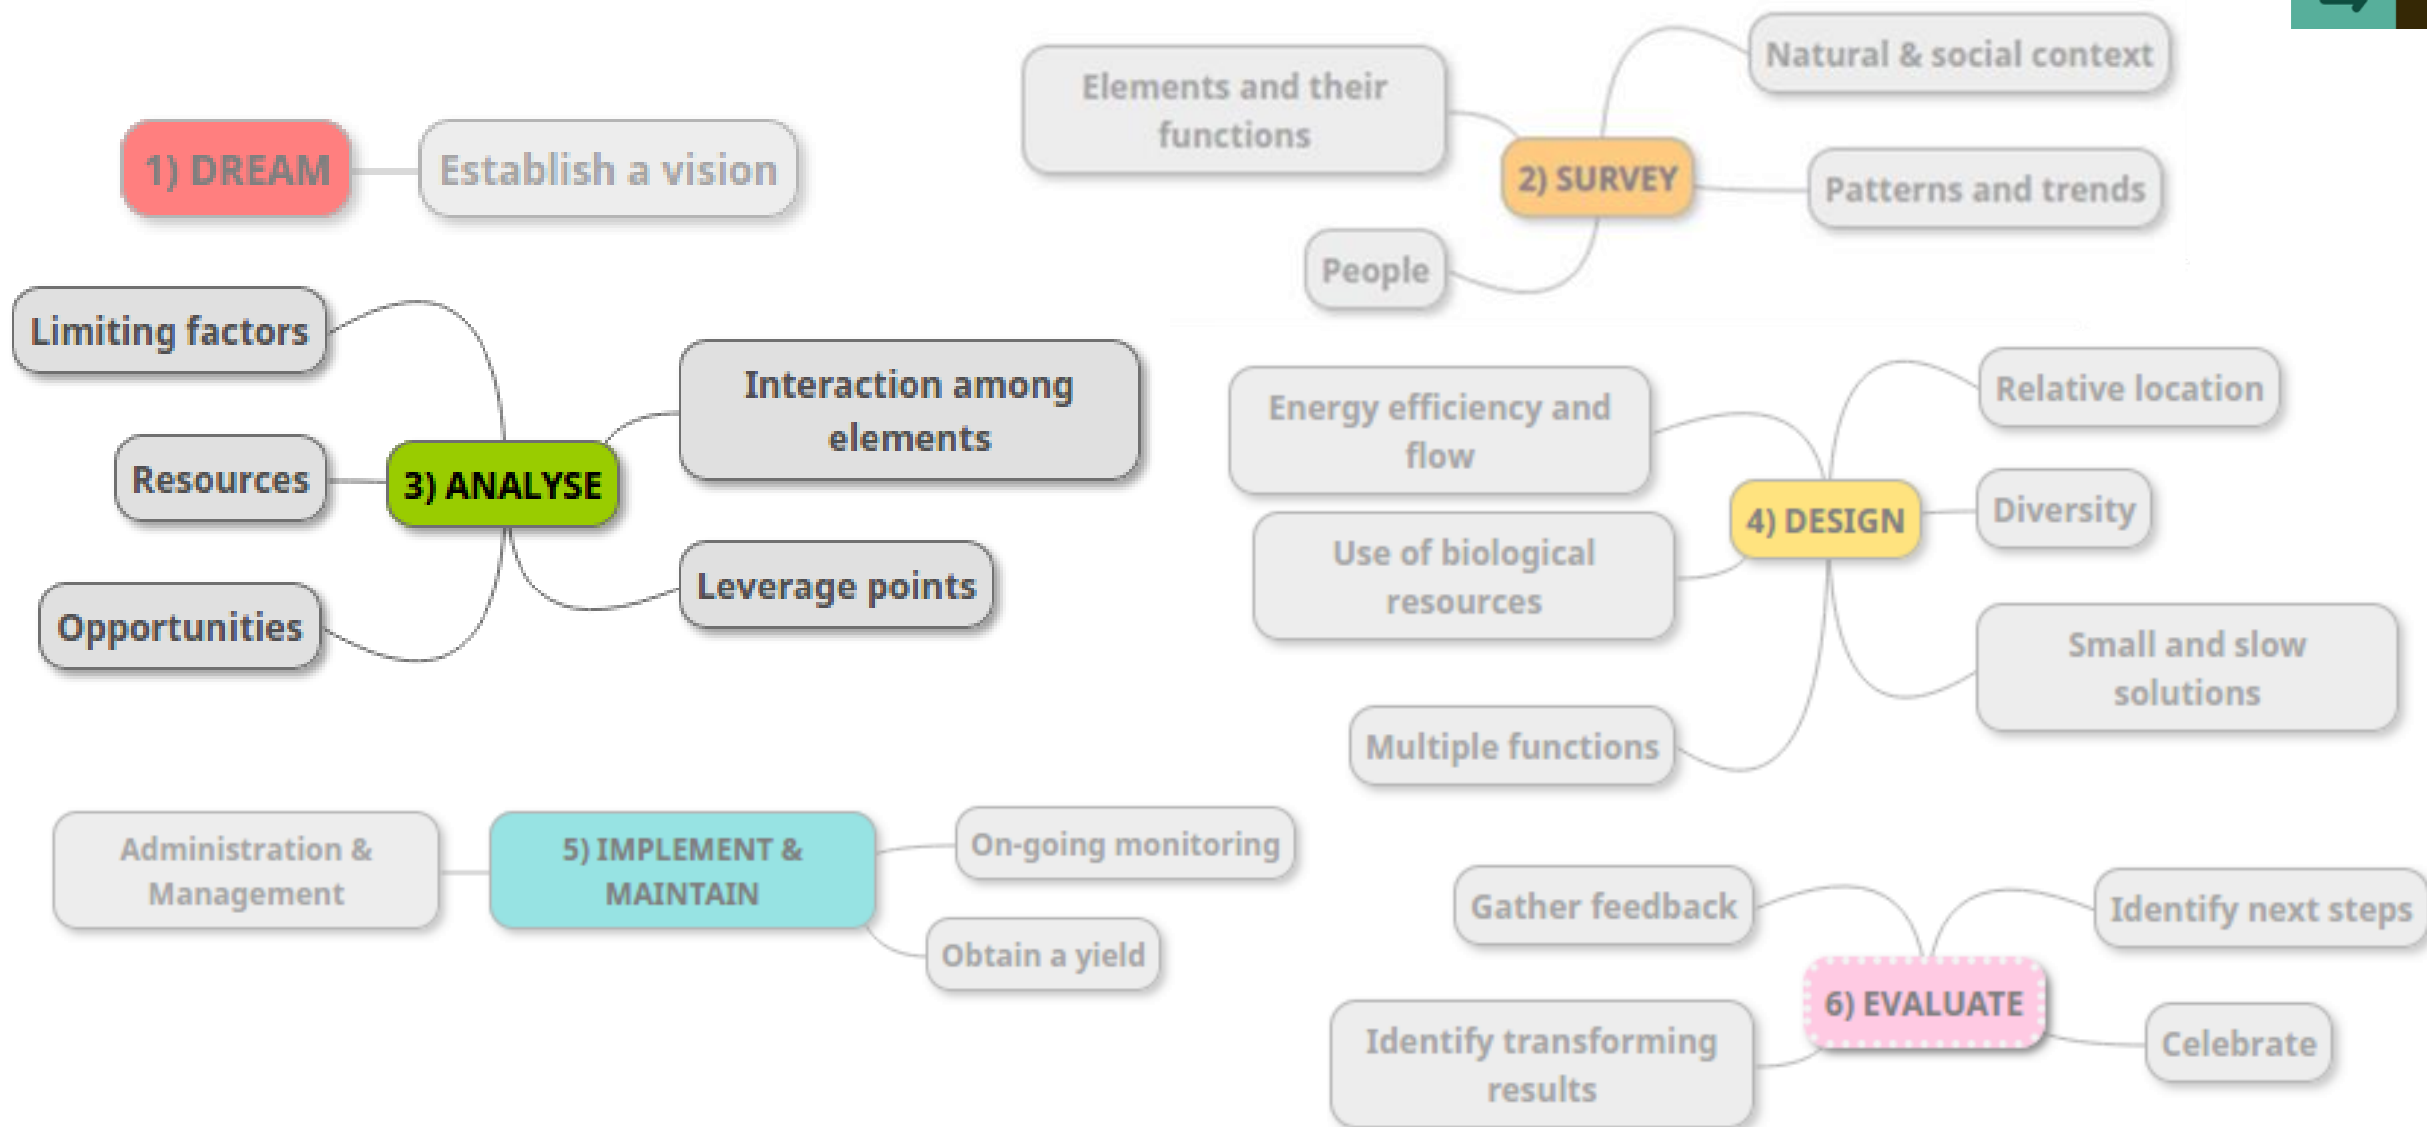 1) DREAM
Establish a vision
Elements and their
functions
Natural & social context
2) SURVEY
Patterns and trends
People
Limiting factors
Resources
Opportunities
3) ANALYSE
Interaction among
elements
Leverage points
Energy efficiency and
flow
Use of biological
resources
Multiple functions
4) DESIGN
Relative location
Diversity
Small and slow
solutions
Administration &
Management
5) IMPLEMENT &
MAINTAIN
On-going monitoring
Obtain a yield
Gather feedback
Identify transforming
results
6) EVALUATE
Identify next steps
Celebrate